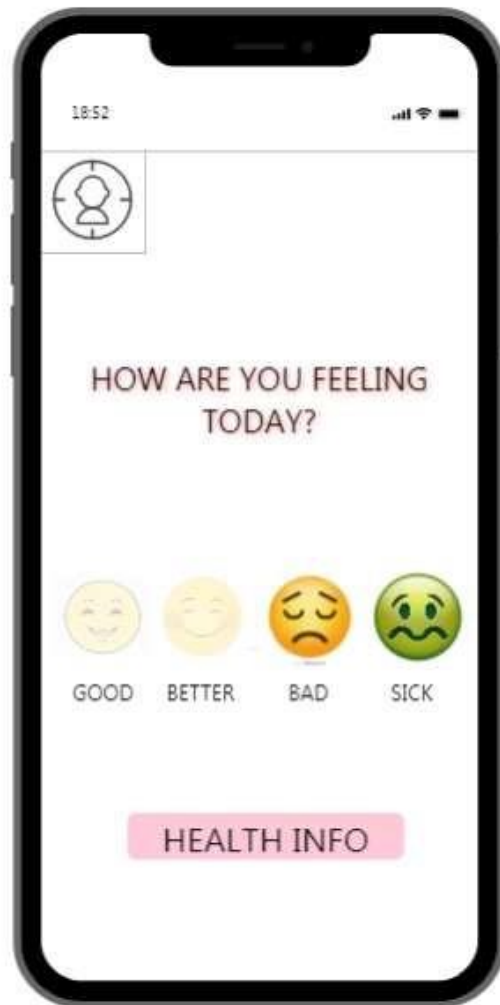 18:52
HOW ARE YOU FEELING
TODAY?
GOOD BETTER BAD SICK
HEALTH INFO